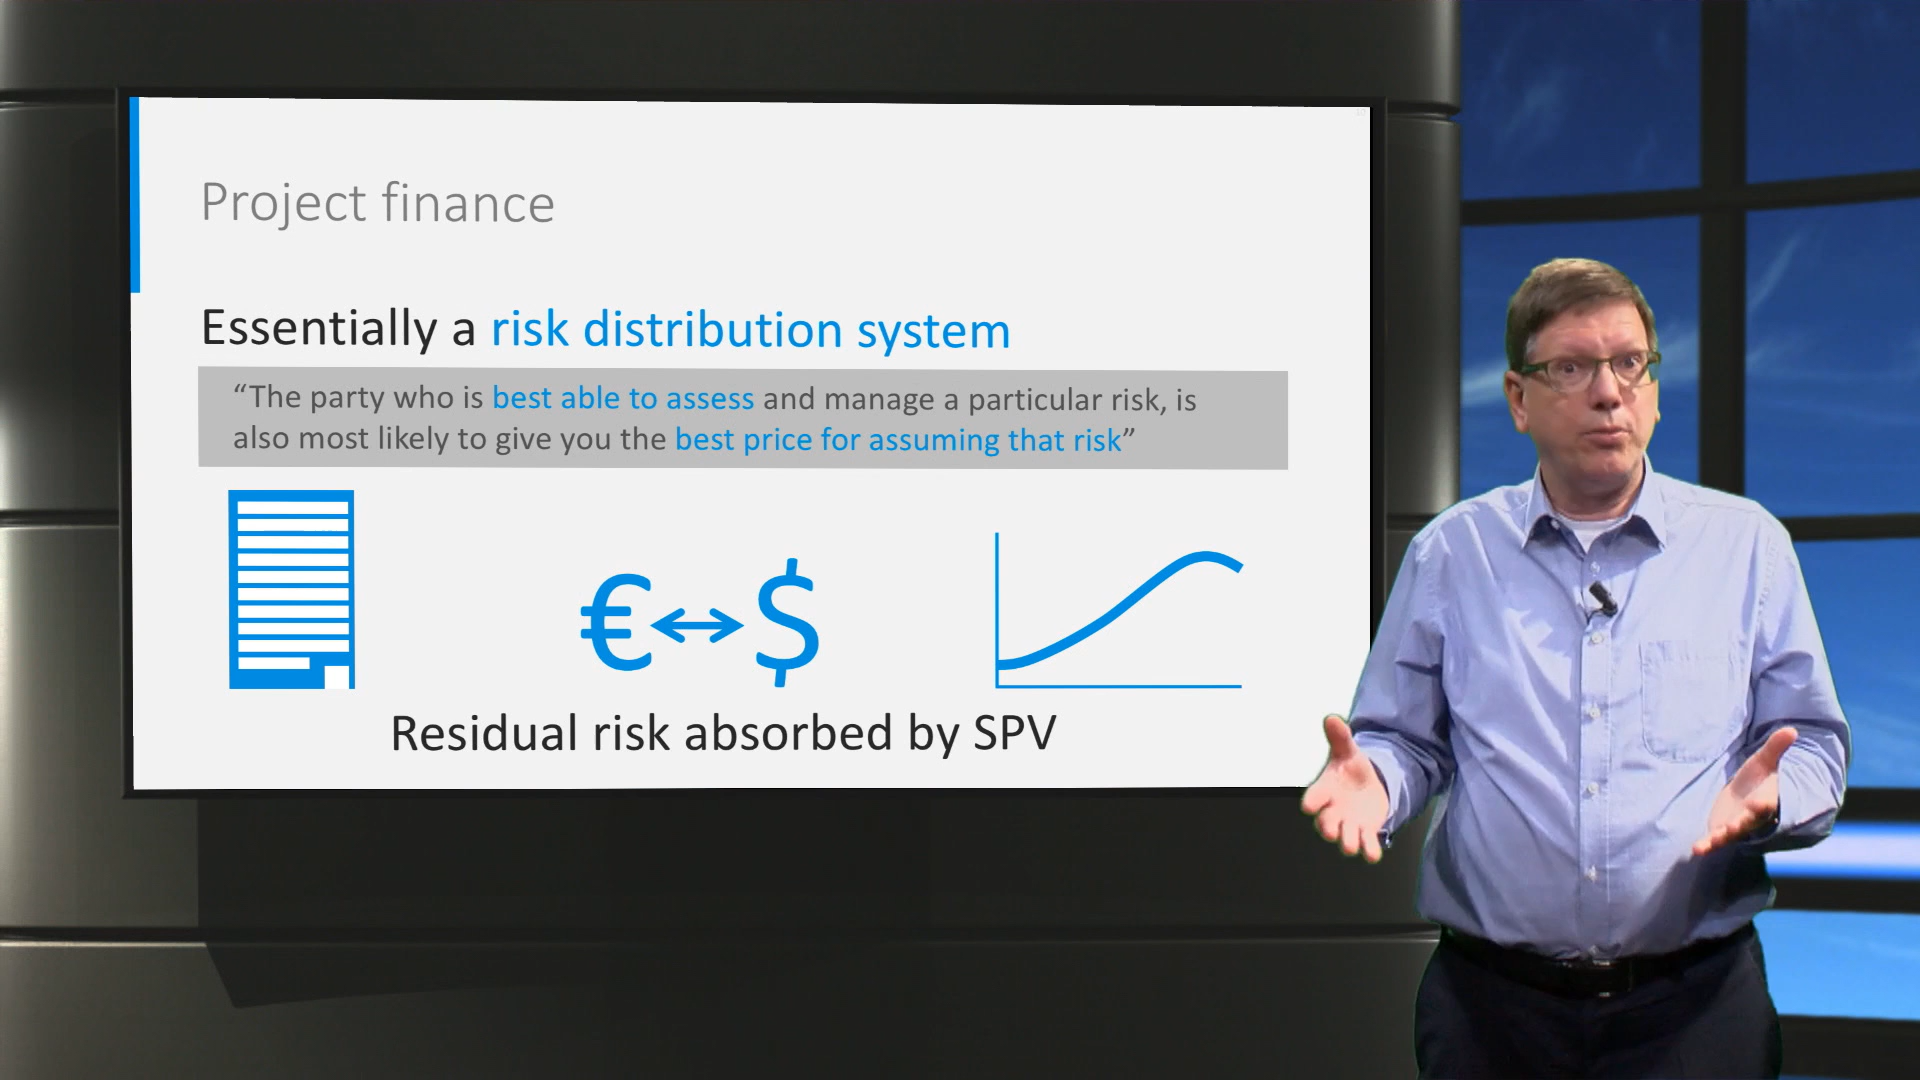 Project finance
Essentially a risk distribution system
“The party who is best able to assess and manage a particular risk, is
also most likely to give you the best price for assuming that risk”
€ ↔ $
Residual risk absorbed by SPV